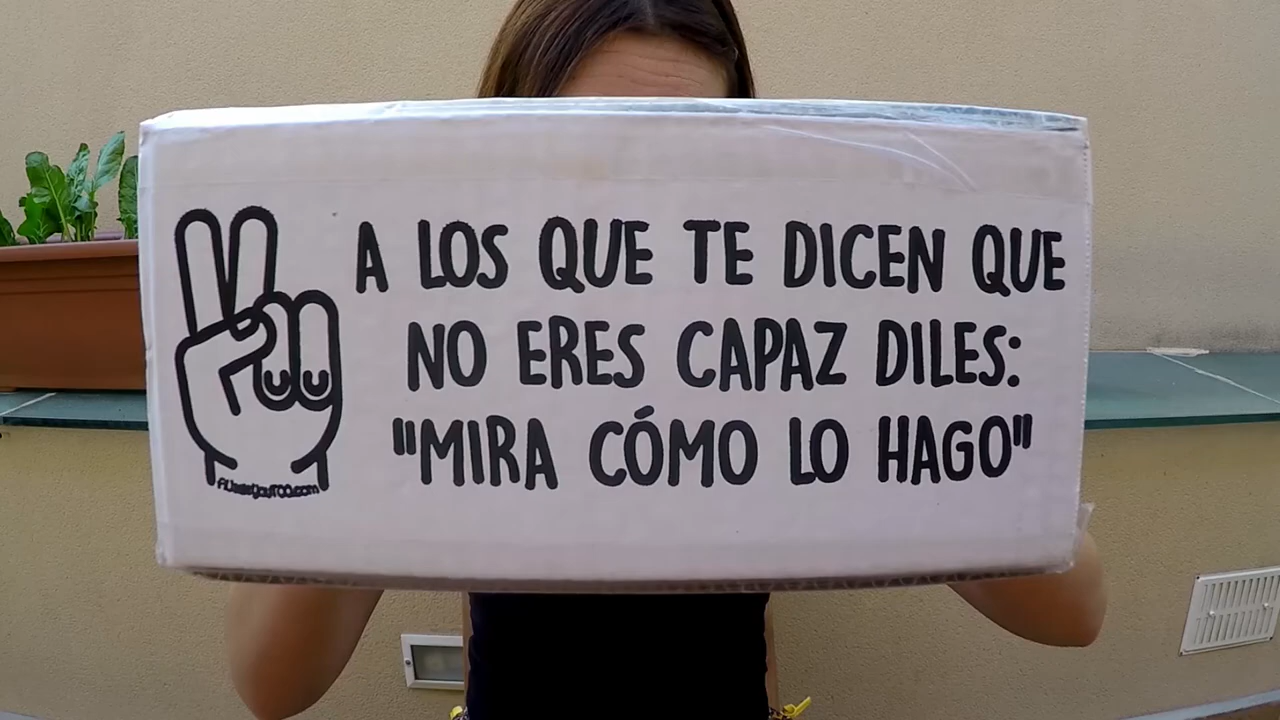 A LOS QUE TE DICEN QUE
NO ERES CAPAZ DILES:
"MIRA CÓMO LO HAGO"